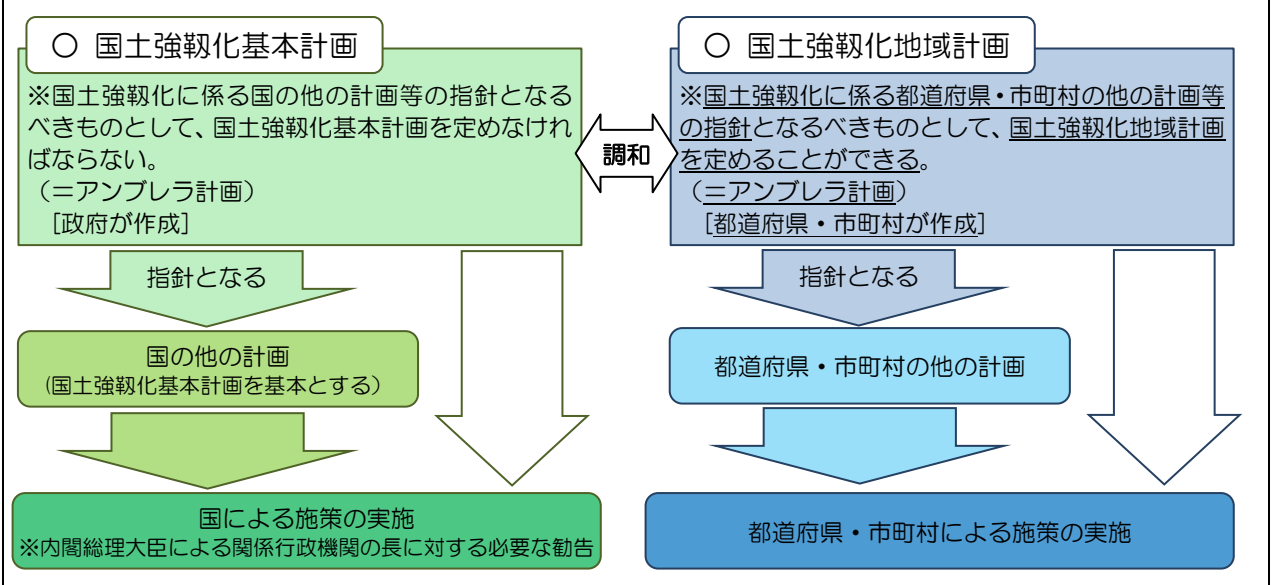 〇 国土強靱化基本計画
※国土強靱化に係る国の他の計画等の指針となる
べきものとして、国土強靱化基本計画を定めなけれ
ばならない。
（＝アンブレラ計画）
［政府が作成］
調和
〇 国土強靱化地域計画
※国土強靱化に係る都道府県・市町村の他の計画等
の指針となるべきものとして、国土強靱化地域計画
を定めることができる。
（＝アンブレラ計画）
［都道府県・市町村が作成］
指針となる
国の他の計画
（国土強靱化基本計画を基本とする）
国による施策の実施
※内閣総理大臣による関係行政機関の長に対する必要な勧告
指針となる
都道府県・市町村の他の計画
都道府県・市町村による施策の実施